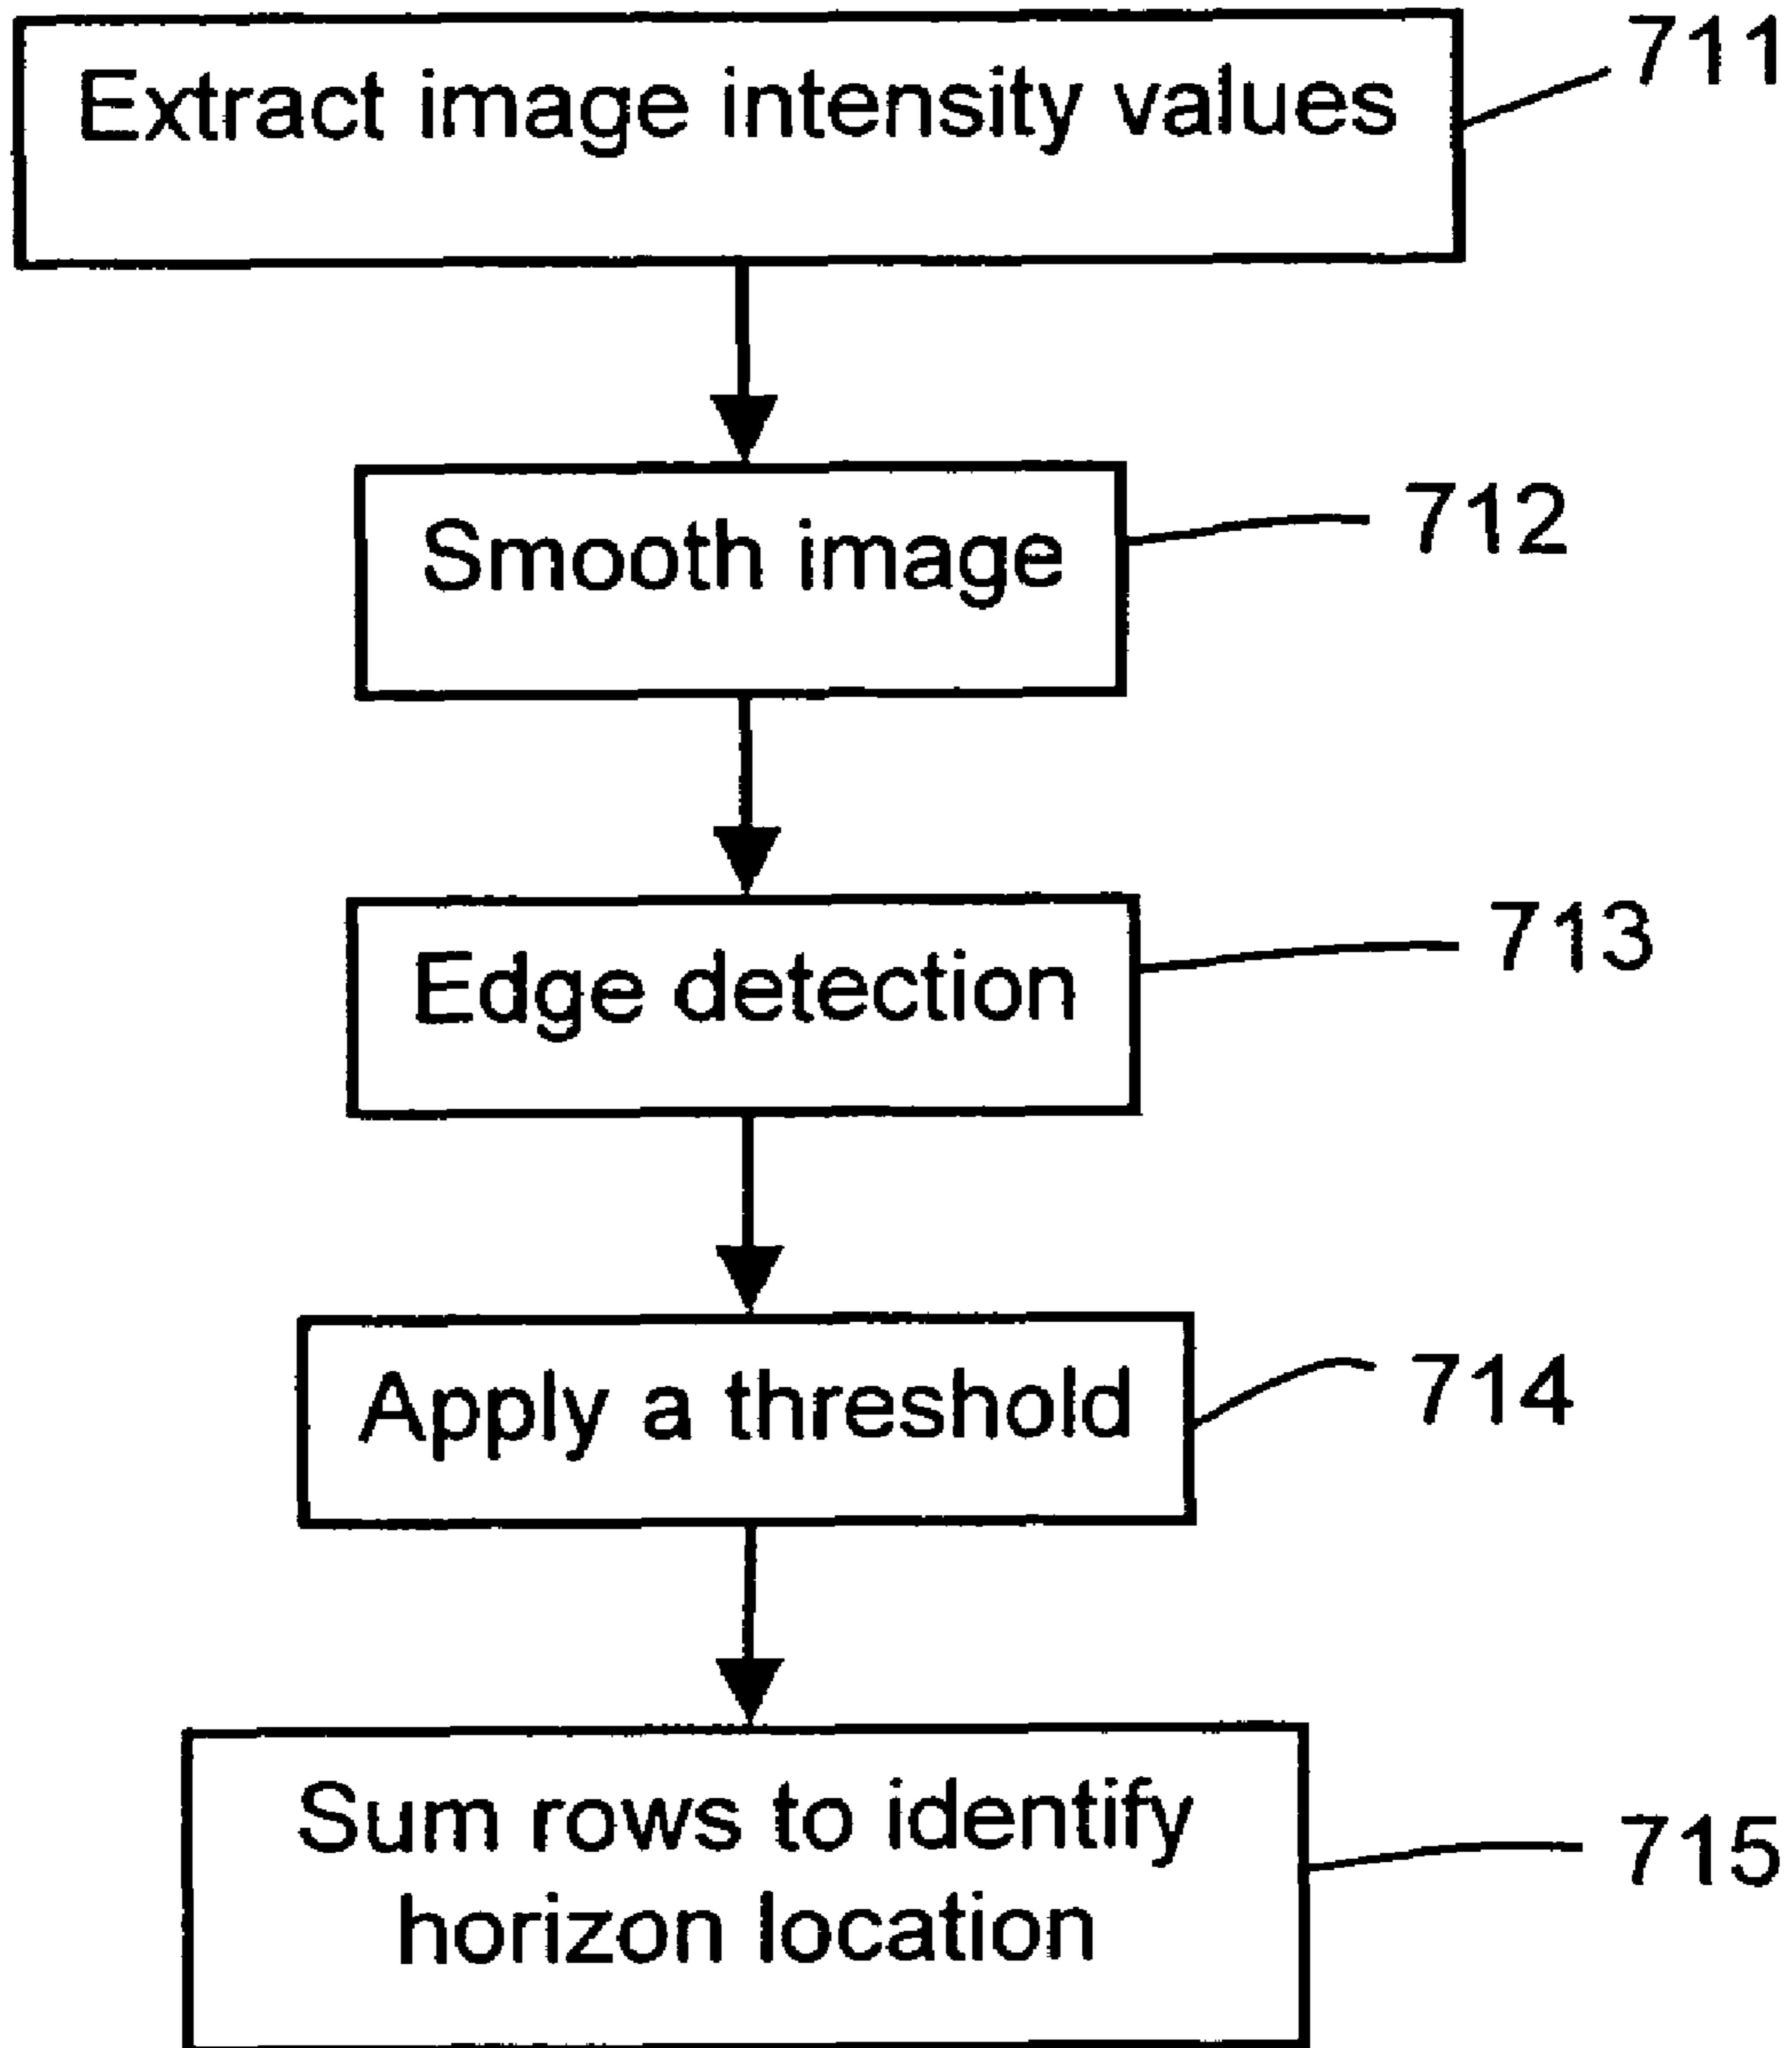 Extract image intensity values
711
Smooth image
712
Edge detection
713
Apply a threshold
714
Sum rows to identify
horizon location
715